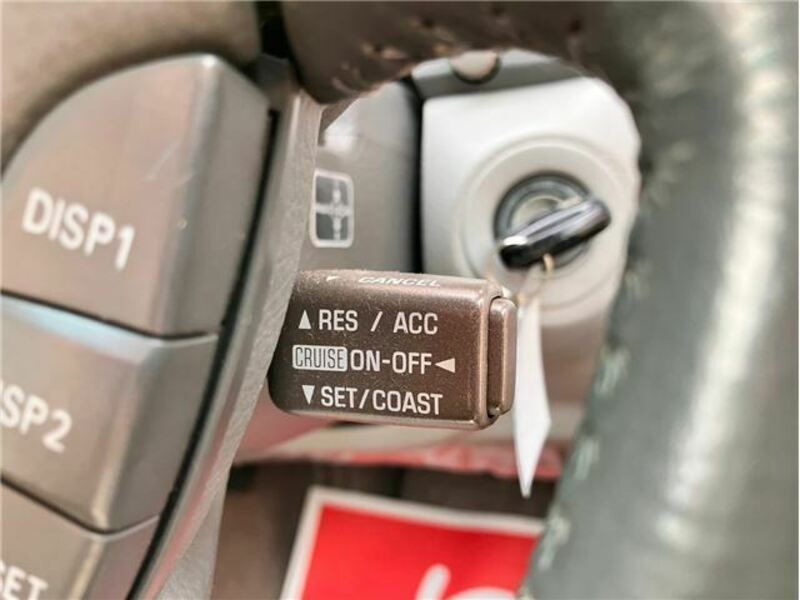 DISP1
CANCEL
▲RES / ACC
CRUISE ON-OFF◄
▼SET/COAST